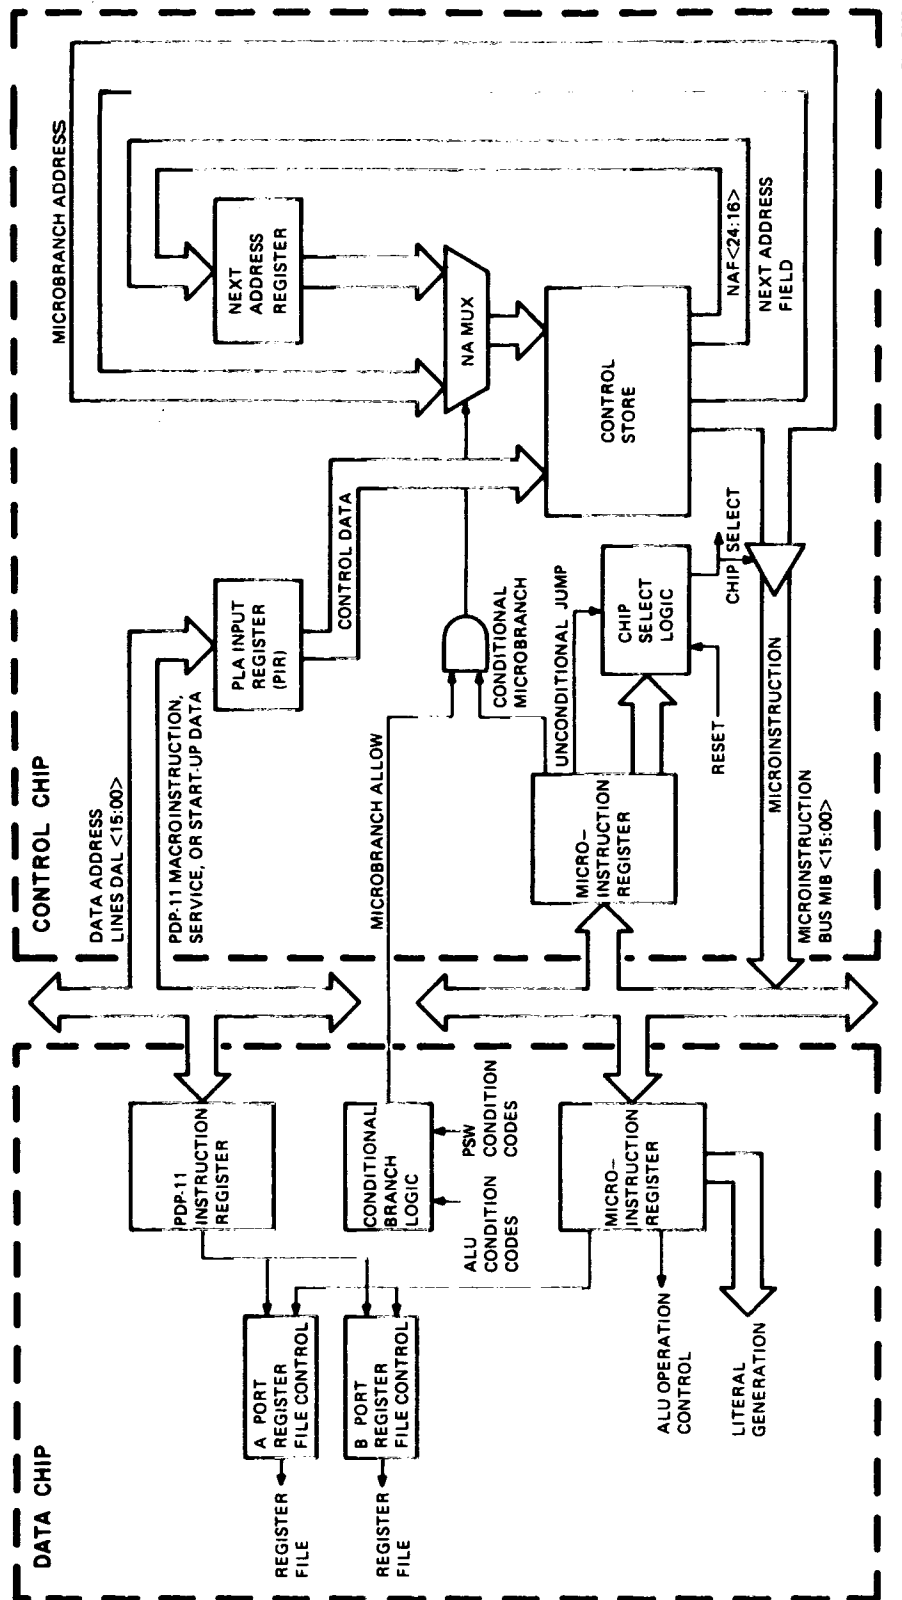 DATA CHIP
CONTROL CHIP
REGISTER
FILE
REGISTER
FILE
A PORT
REGISTER
FILE CONTROL
B PORT
REGISTER
FILE CONTROL
PDP-11
INSTRUCTION
REGISTER
CONDITIONAL
BRANCH
LOGIC
ALU
CONDITION
CODES
PSW
CONDITION
CODES
MICRO-
INSTRUCTION
REGISTER
ALU OPERATION
CONTROL
LITERAL
GENERATION
DATA ADDRESS
LINES DAL <15:00>
PDP-11 MACROINSTRUCTION,
SERVICE, OR START-UP DATA
MICROBRANCH ALLOW
PLA INPUT
REGISTER
(PIR)
CONTROL DATA
CONDITIONAL
MICROBRANCH
UNCONDITIONAL JUMP
MICRO-
INSTRUCTION
REGISTER
CHIP
SELECT
LOGIC
RESET
CHIP SELECT
MICROINSTRUCTION
MICROINSTRUCTION
BUS MIB <15:00>
MICROBRANCH ADDRESS
NEXT
ADDRESS
REGISTER
NA MUX
CONTROL
STORE
NAF<24:16>
NEXT ADDRESS
FIELD